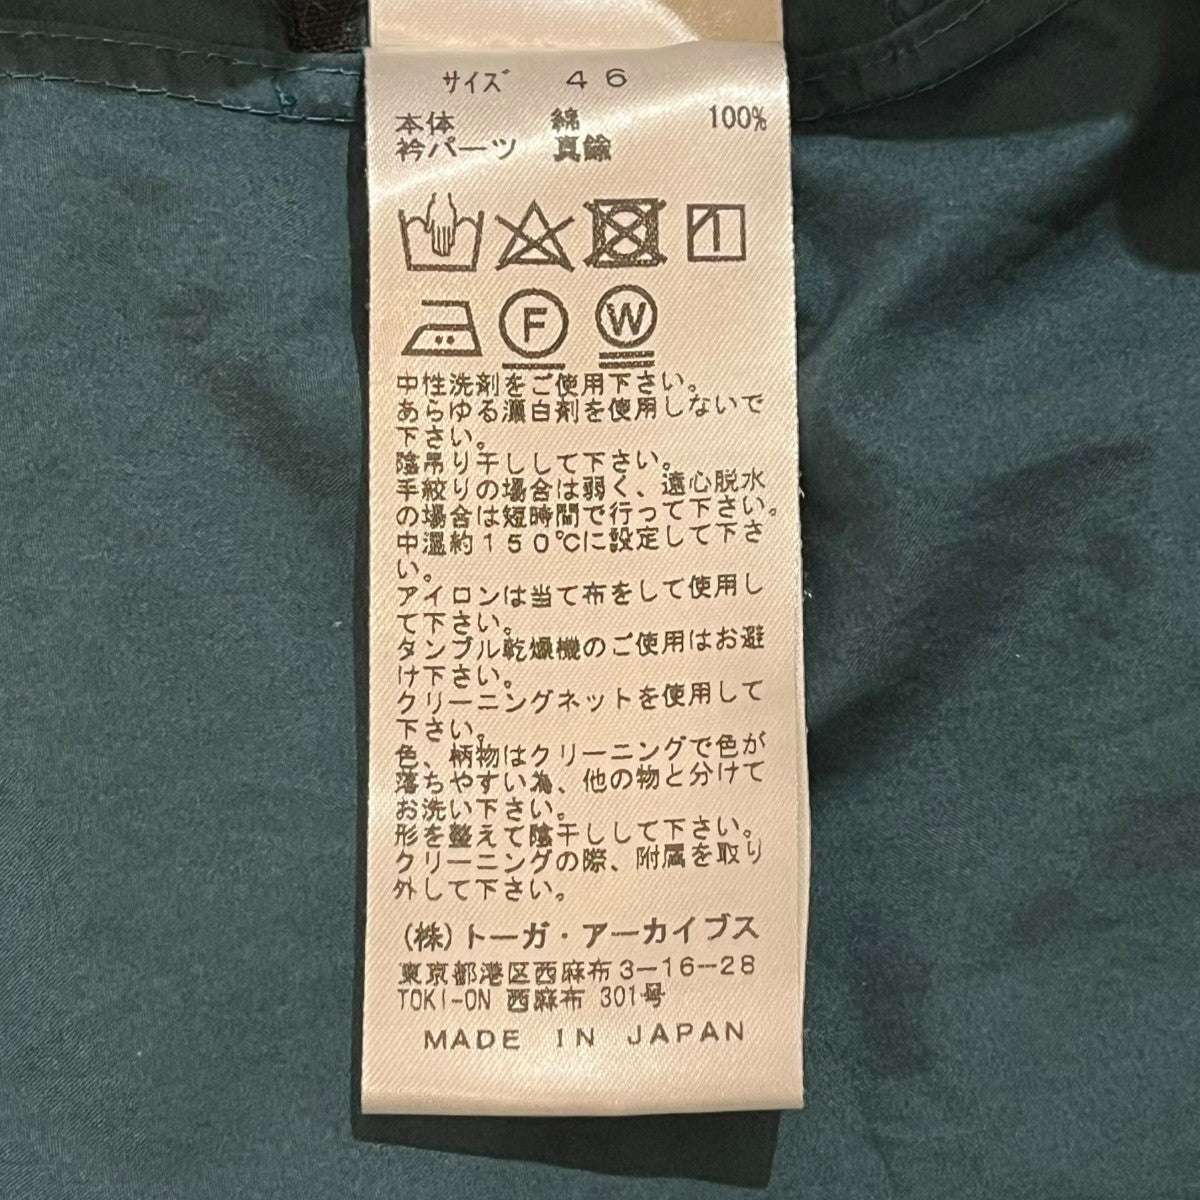 サイズ 46
本体 綿 100%
衿パーツ 真鍮
F W
中性洗剤をご使用下さい。
あらゆる漂白剤を使用しないで
下さい。
陰吊り干しして下さい。
手絞りの場合は弱く、遠心脱水
の場合は短時間で行って下さい。
中温約150℃に設定して下さ
い。
アイロンは当て布をして使用し
て下さい。
タンブル乾燥機のご使用はお避
け下さい。
クリーニングネットを使用して
下さい。
色、柄物はクリーニングで色が
落ちやすい為、他の物と分けて
お洗い下さい。
形を整えて陰干しして下さい。
クリーニングの際、附属を取り
外して下さい。
(株)トーガ・アーカイブス
東京都港区西麻布3-16-28
TOKI-ON 西麻布 301号
MADE IN JAPAN